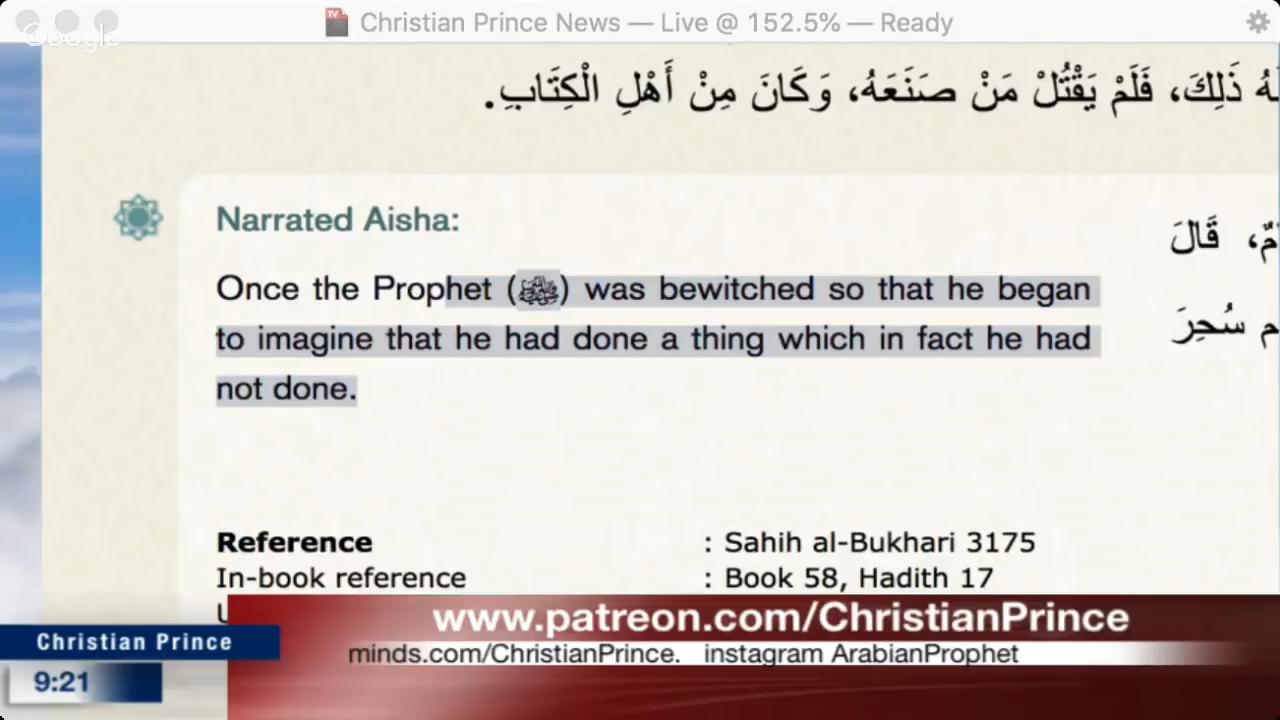 Google
Christian Prince News — Live @ 152.5% — Ready
ذَلِكَ، فَلَمْ يَقْتُلْ مَنْ صَنَعَهُ، وَكَانَ مِنْ أَهْلِ الْكِتَابِ.
Narrated Aisha:
قَالَ
Once the Prophet (ﷺ) was bewitched so that he began
to imagine that he had done a thing which in fact he had
سُحِرَ
not done.
Reference : Sahih al-Bukhari 3175
In-book reference : Book 58, Hadith 17
www.patreon.com/ChristianPrince
Christian Prince
minds.com/ChristianPrince. instagram ArabianProphet
9:21